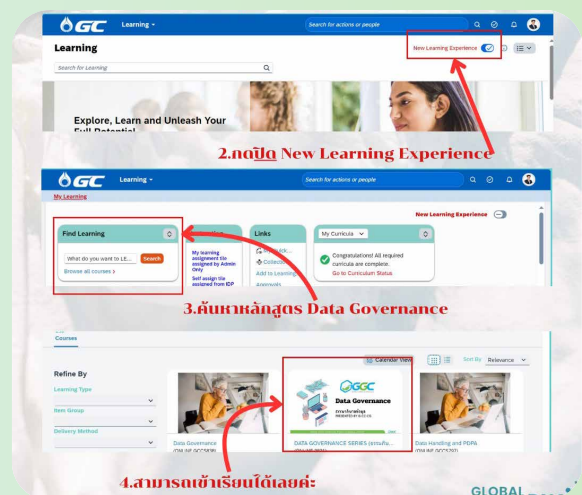 GC
Learning
Search for actions or people
Learning
New Learning Experience
Search for Learning
Explore, Learn and Unleash Your
Full Potential
2.กดปิด New Learning Experience
GC
Learning
Search for actions or people
My Learning
New Learning Experience
Find Learning
Links
My Curricula
What do you want to LE...
Search
Browse all courses
My learning
assignment tile
assigned by Admin
Only
Self assign tile
assigned from IDP
Add to Learning
Approvals
Congratulations! All required
curricula are complete.
Go to Curriculum Status
3.ค้นหาหลักสูตร Data Governance
Courses
Calendar View
Sort By
Relevance
Refine By
Learning Type
Item Group
Delivery Method
GGC
Data Governance
Data Governance
DATA GOVERNANCE SERIES
Data Handling and PDPA
4.สามารถเข้าเรียนได้เลยค่ะ
GLOBAL